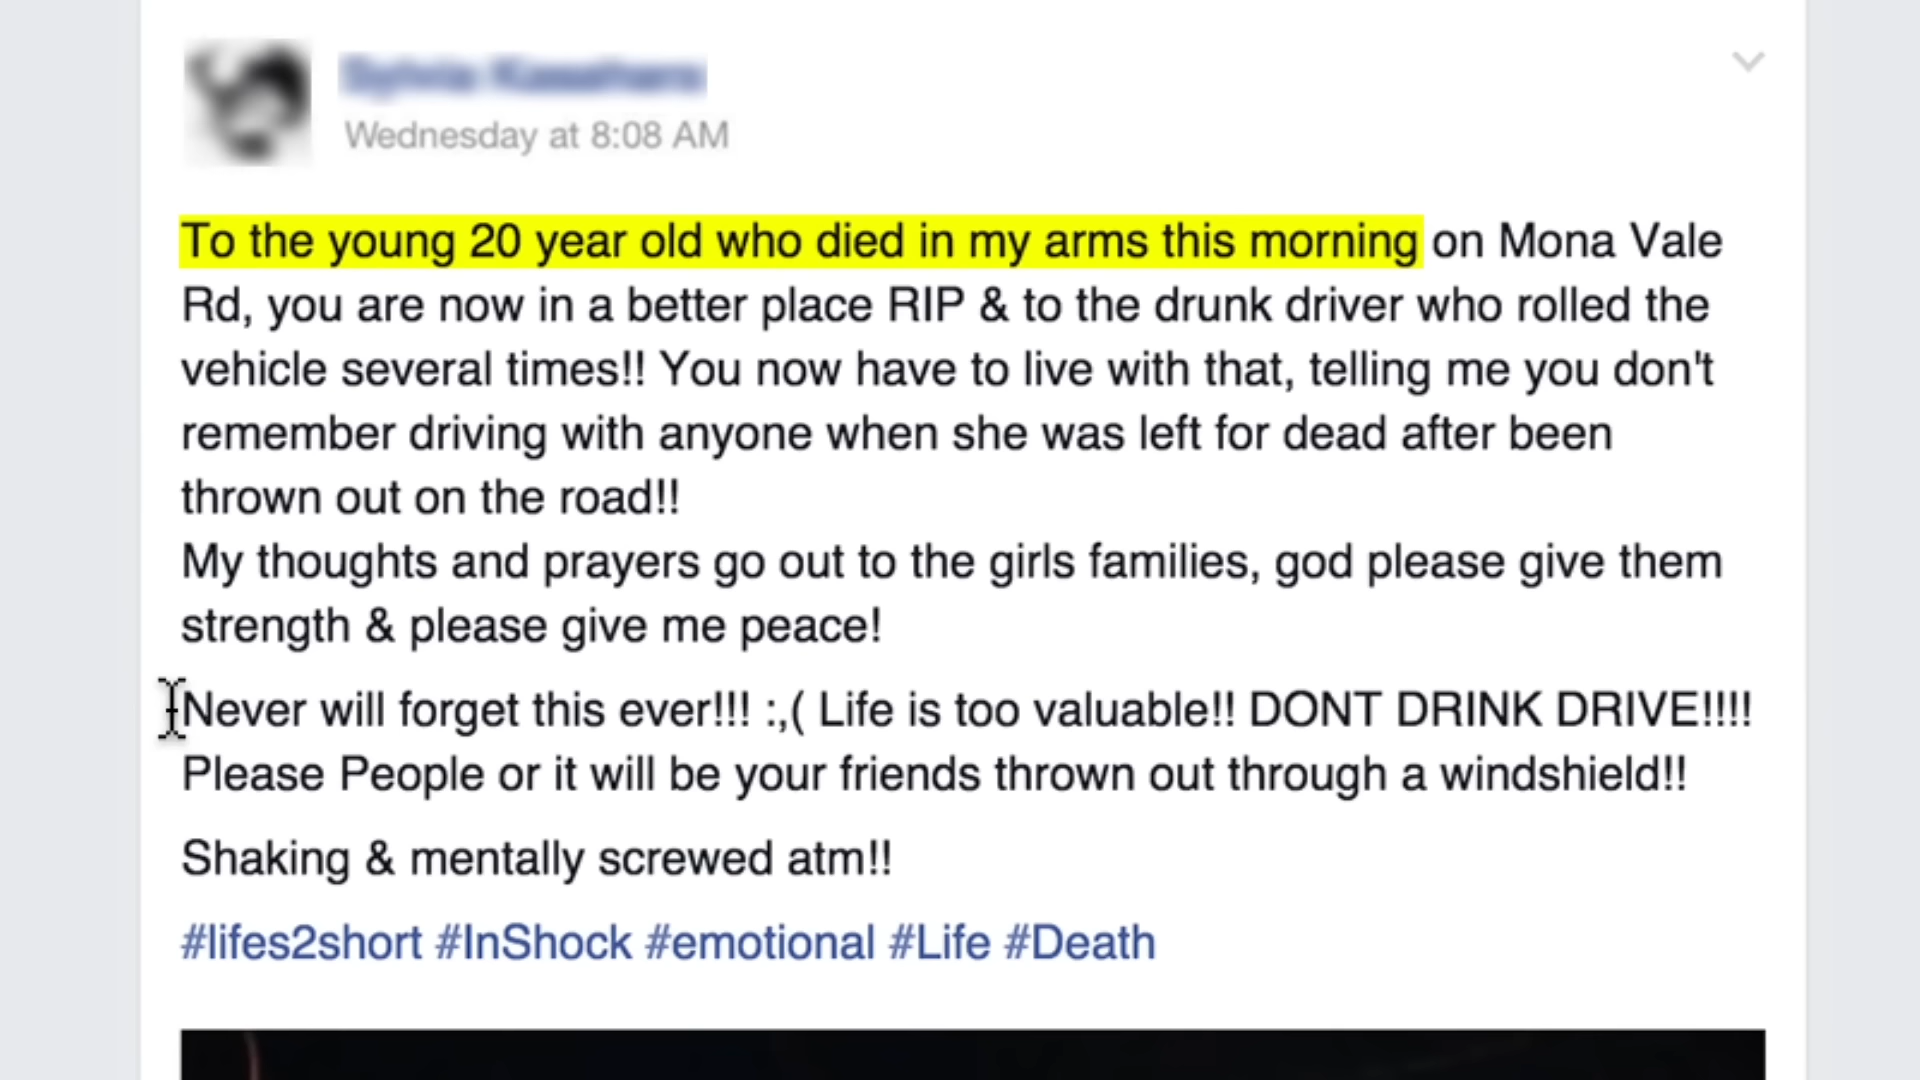 Wednesday at 8:08 AM
To the young 20 year old who died in my arms this morning on Mona Vale
Rd, you are now in a better place RIP & to the drunk driver who rolled the
vehicle several times!! You now have to live with that, telling me you don't
remember driving with anyone when she was left for dead after been
thrown out on the road!!
My thoughts and prayers go out to the girls families, god please give them
strength & please give me peace!
Never will forget this ever!!! :,( Life is too valuable!! DONT DRINK DRIVE!!!!
Please People or it will be your friends thrown out through a windshield!!
Shaking & mentally screwed atm!!
#lifes2short #InShock #emotional #Life #Death